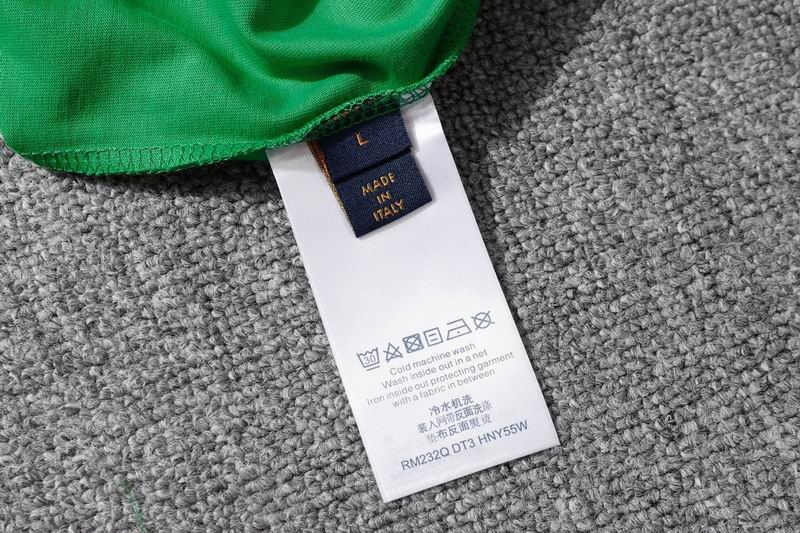 L
MADE
IN
ITALY
30
Cold machine wash
Wash inside out in a net
Iron inside out protecting garment
with a fabric in between
冷水机洗
装入网带反面洗涤
垫布反面熨烫
RM232Q DT3 HNY55W